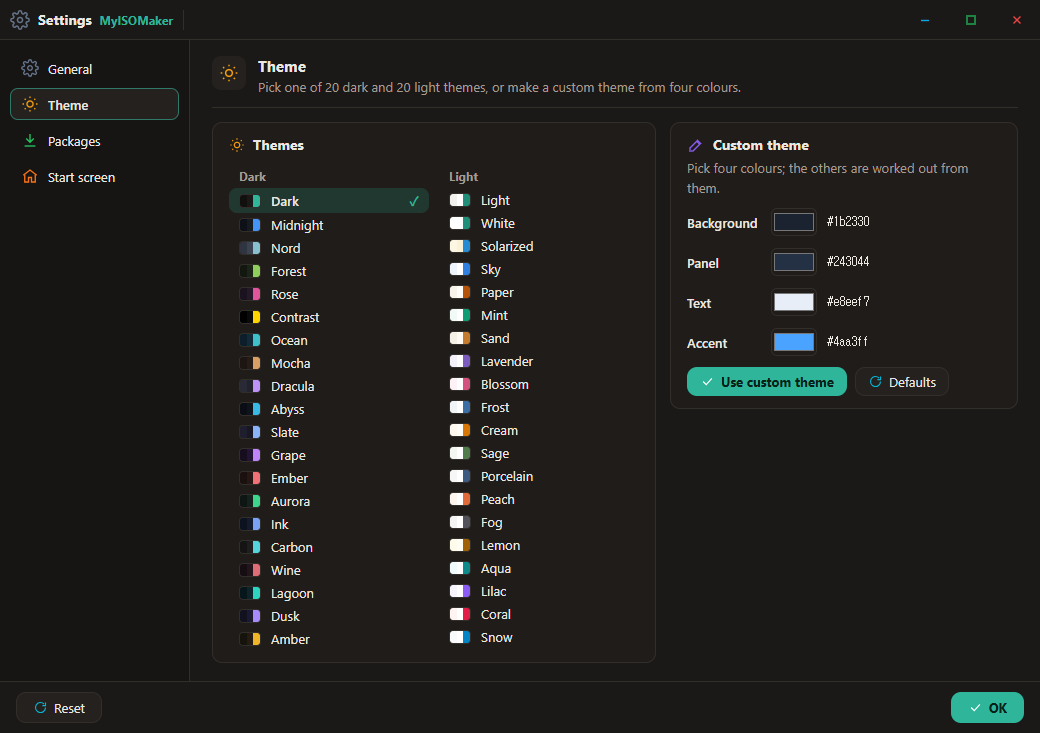 Settings MyISOMaker
General
Theme
Packages
Start screen
Theme
Pick one of 20 dark and 20 light themes, or make a custom theme from four colours.
Themes
Dark
Dark
Midnight
Nord
Forest
Rose
Contrast
Ocean
Mocha
Dracula
Abyss
Slate
Grape
Ember
Aurora
Ink
Carbon
Wine
Lagoon
Dusk
Amber
Light
Light
White
Solarized
Sky
Paper
Mint
Sand
Lavender
Blossom
Frost
Cream
Sage
Porcelain
Peach
Fog
Lemon
Aqua
Lilac
Coral
Snow
Custom theme
Pick four colours; the others are worked out from
them.
Background #1b2330
Panel #243044
Text #e8eef7
Accent #4aa3ff
Use custom theme Defaults
Reset OK